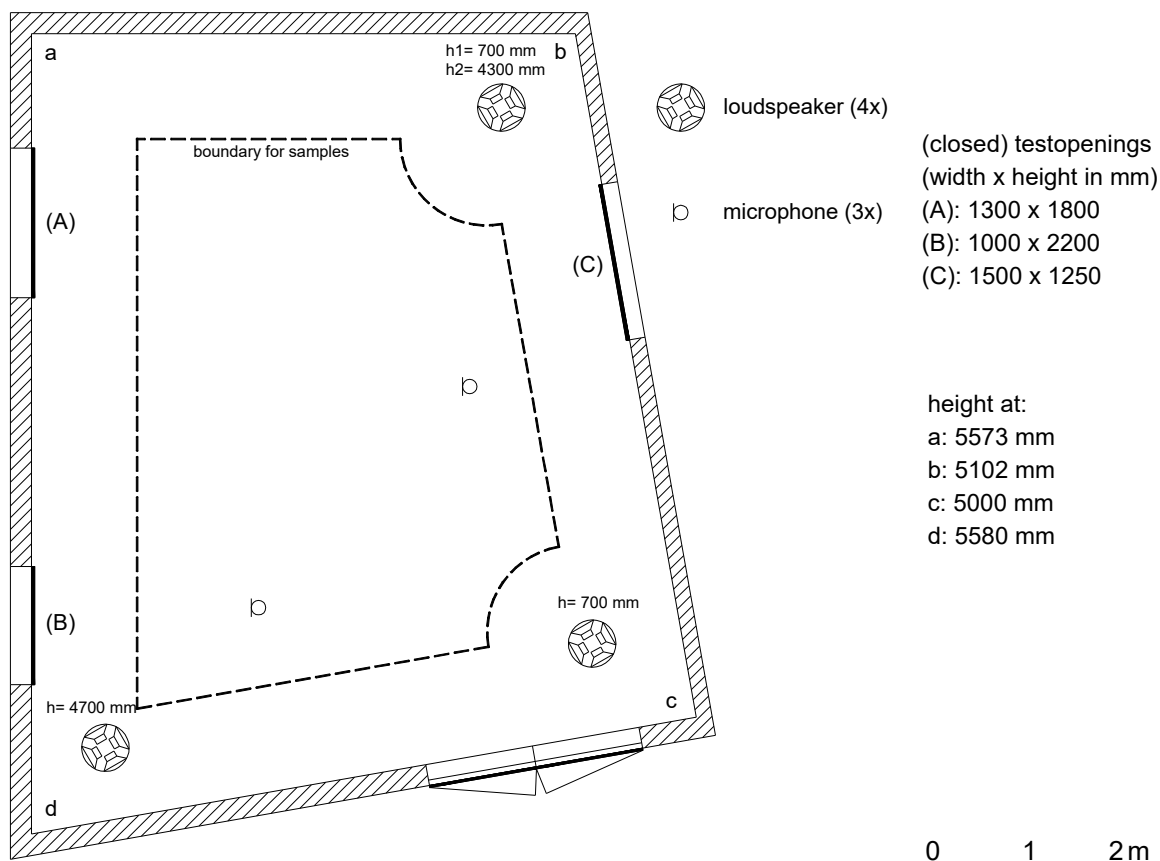 a
h1= 700 mm
h2= 4300 mm
b
loudspeaker (4x)
boundary for samples
(closed) testopenings
(width x height in mm)
(A): 1300 x 1800
(B): 1000 x 2200
(C): 1500 x 1250
microphone (3x)
(A)
(C)
height at:
a: 5573 mm
b: 5102 mm
c: 5000 mm
d: 5580 mm
(B)
h= 700 mm
h= 4700 mm
c
d
0 1 2 m